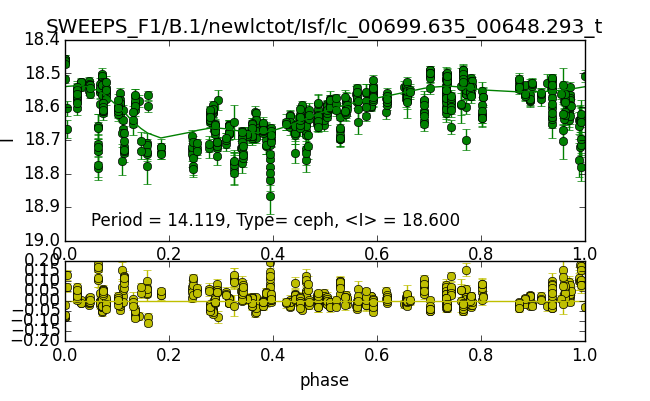 SWEEPS_F1/B.1/newlctot/Isf/lc_00699.635_00648.293_t
18.4
18.5
18.6
I
18.7
18.8
18.9
Period = 14.119, Type= ceph, <I> = 18.600
19.0
0.0 0.2 0.4 0.6 0.8 1.0
0.20
0.15
0.10
0.05
0.00
−0.05
−0.10
−0.15
−0.20
0.0 0.2 0.4 0.6 0.8 1.0
phase